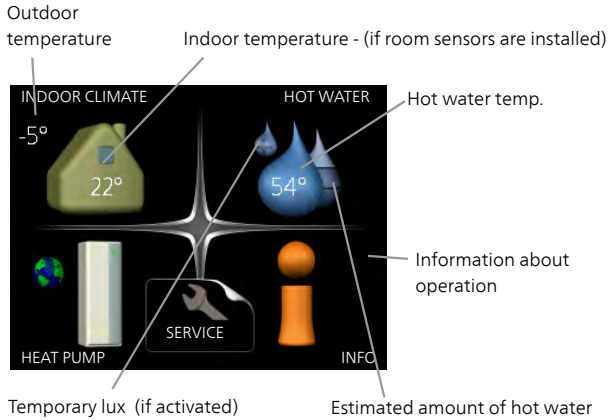 Outdoor
temperature
Indoor temperature - (if room sensors are installed)
INDOOR CLIMATE
HOT WATER
Hot water temp.
-5°
22°
54°
Information about
operation
SERVICE
HEAT PUMP
INFO
Temporary lux (if activated)
Estimated amount of hot water